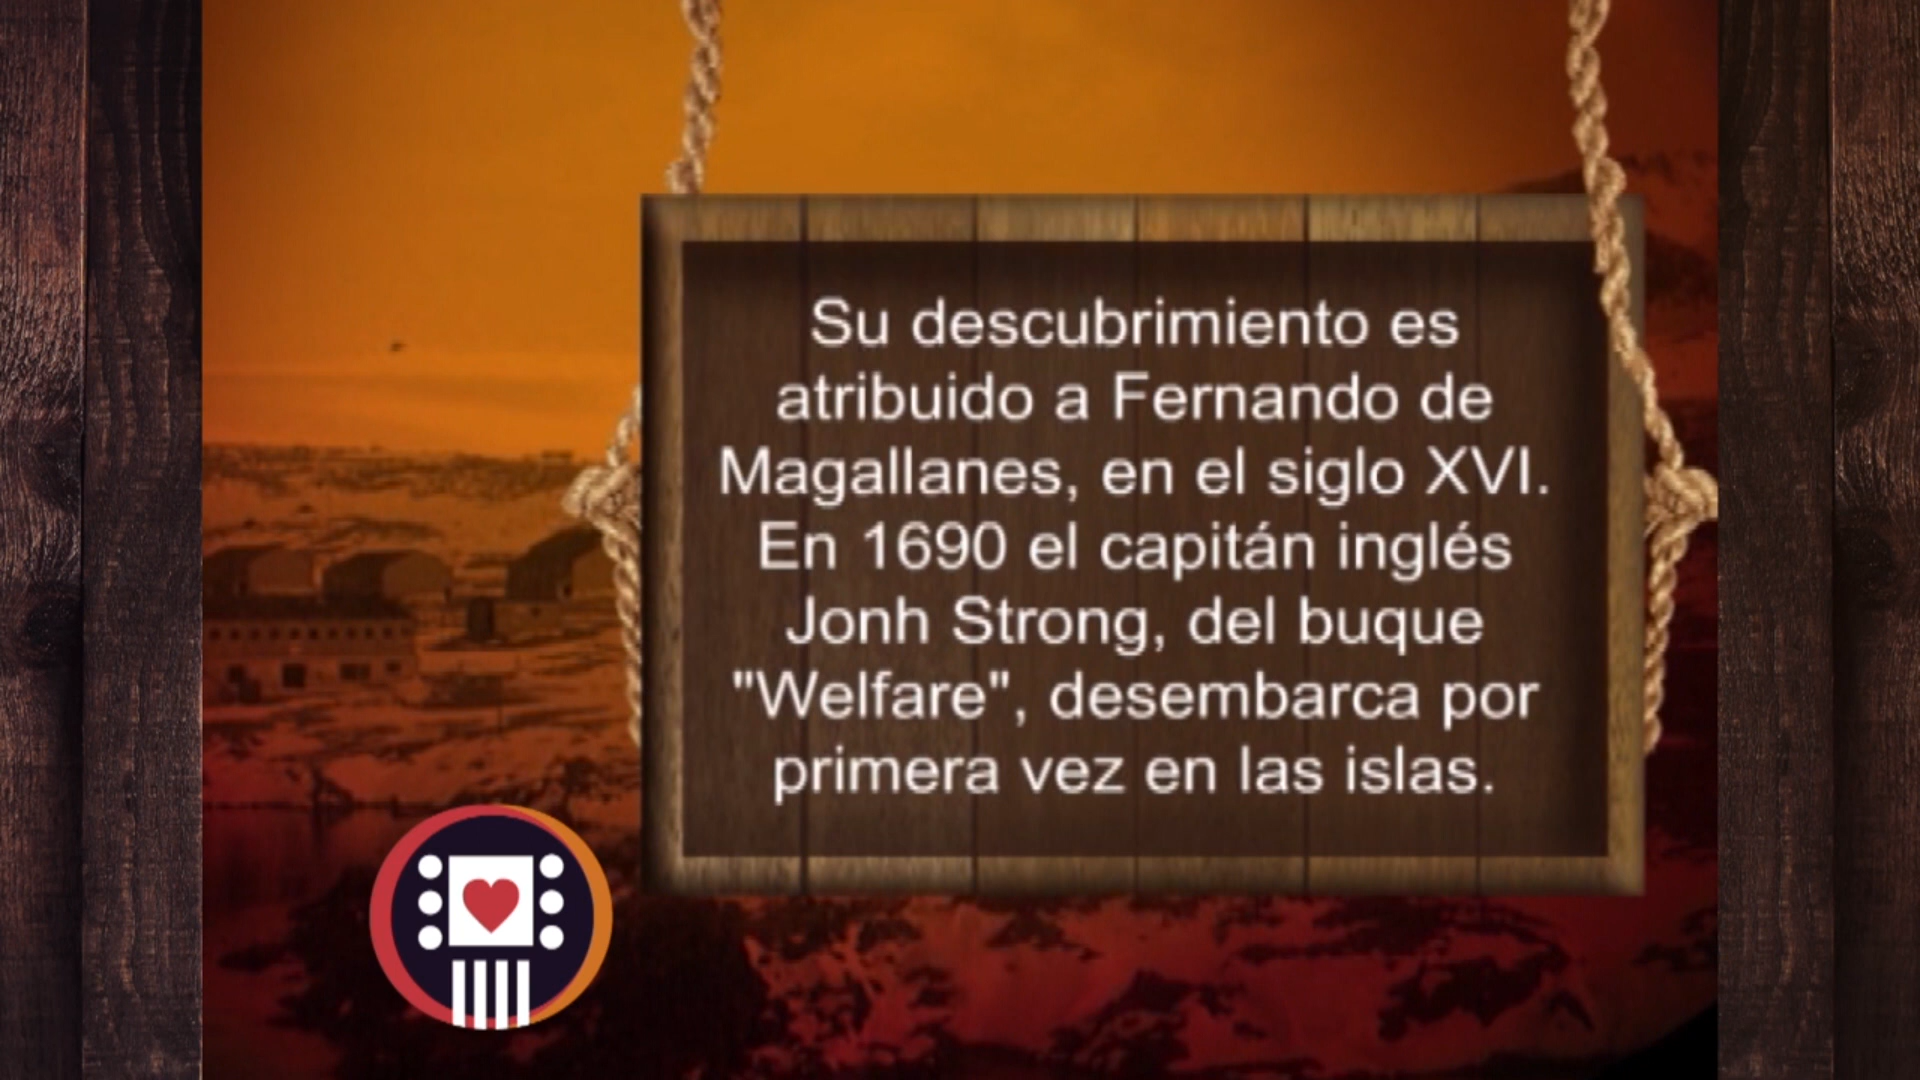 Su descubrimiento es
atribuido a Fernando de
Magallanes, en el siglo XVI.
En 1690 el capitán inglés
Jonh Strong, del buque
"Welfare", desembarca por
primera vez en las islas.